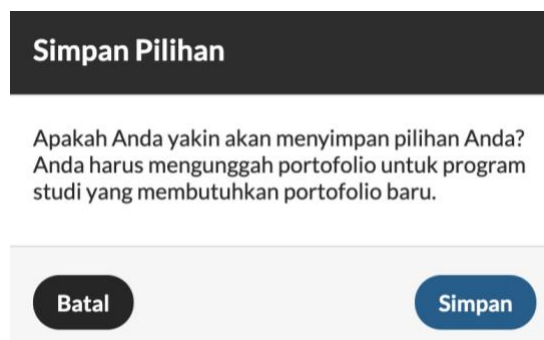 Simpan Pilihan
Apakah Anda yakin akan menyimpan pilihan Anda?
Anda harus mengunggah portofolio untuk program
studi yang membutuhkan portofolio baru.
Batal
Simpan